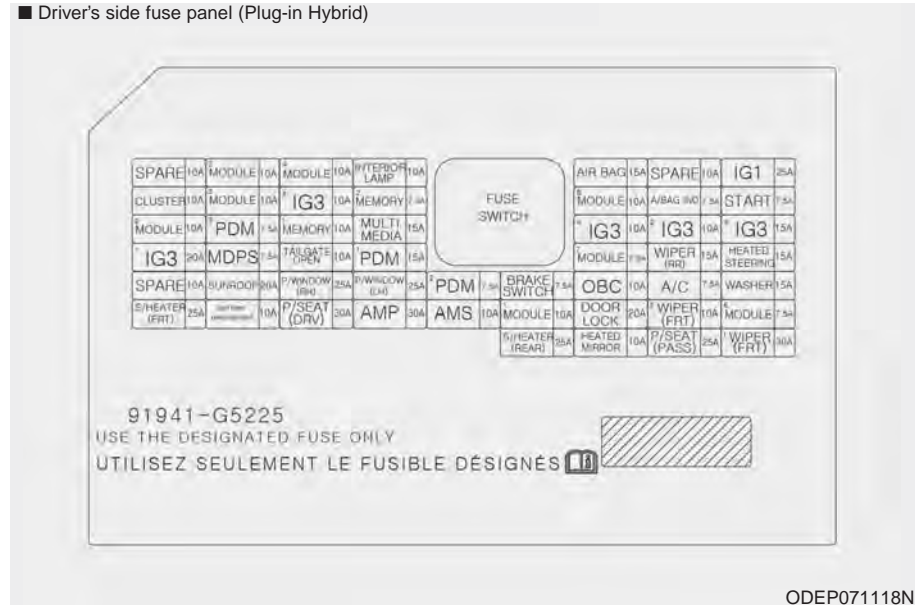 ■ Driver's side fuse panel (Plug-in Hybrid)
SPARE 10A MODULE 10A MODULE 10A INTERIOR LAMP 10A AIR BAG 15A SPARE 10A IG1 25A
CLUSTER 10A MODULE 10A IG3 10A MEMORY 7.5A FUSE SWITCH MODULE 10A A/BAG IND 7.5A START 7.5A
MODULE 10A PDM 7.5A MEMORY 10A MULTI MEDIA 15A IG3 10A IG3 10A IG3 15A
IG3 20A MDPS 7.5A TAILGATE OPEN 10A PDM 15A MODULE 7.5A WIPER (RR) 15A HEATED STEERING 15A
SPARE 10A SUNROOF 20A P/WINDOW (RH) 25A P/WINDOW (LH) 25A 2 PDM 7.5A BRAKE SWITCH 7.5A OBC 10A A/C 7.5A WASHER 15A
S/HEATER (FRT) 25A 10A P/SEAT (DRV) 30A AMP 30A AMS 10A MODULE 10A DOOR LOCK 20A WIPER (FRT) 10A MODULE 7.5A
S/HEATER (REAR) 25A HEATED MIRROR 10A P/SEAT (PASS) 25A WIPER (FRT) 30A
91941-G5225
USE THE DESIGNATED FUSE ONLY
UTILISEZ SEULEMENT LE FUSIBLE DÉSIGNÉS
ODEP071118N